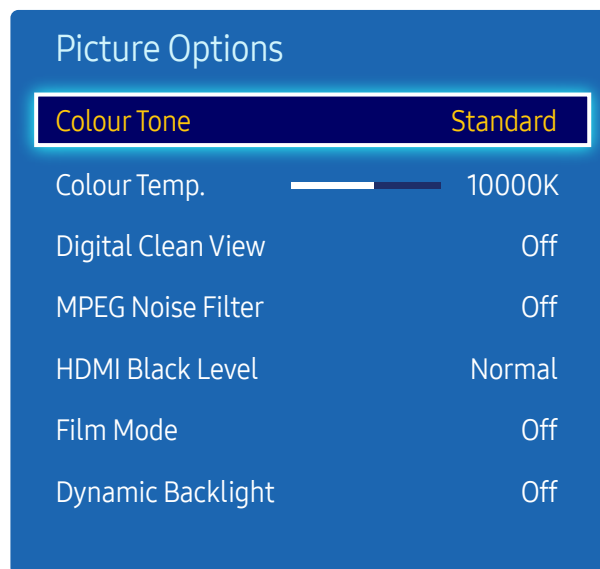 Picture Options
Colour Tone Standard
Colour Temp. 10000K
Digital Clean View Off
MPEG Noise Filter Off
HDMI Black Level Normal
Film Mode Off
Dynamic Backlight Off